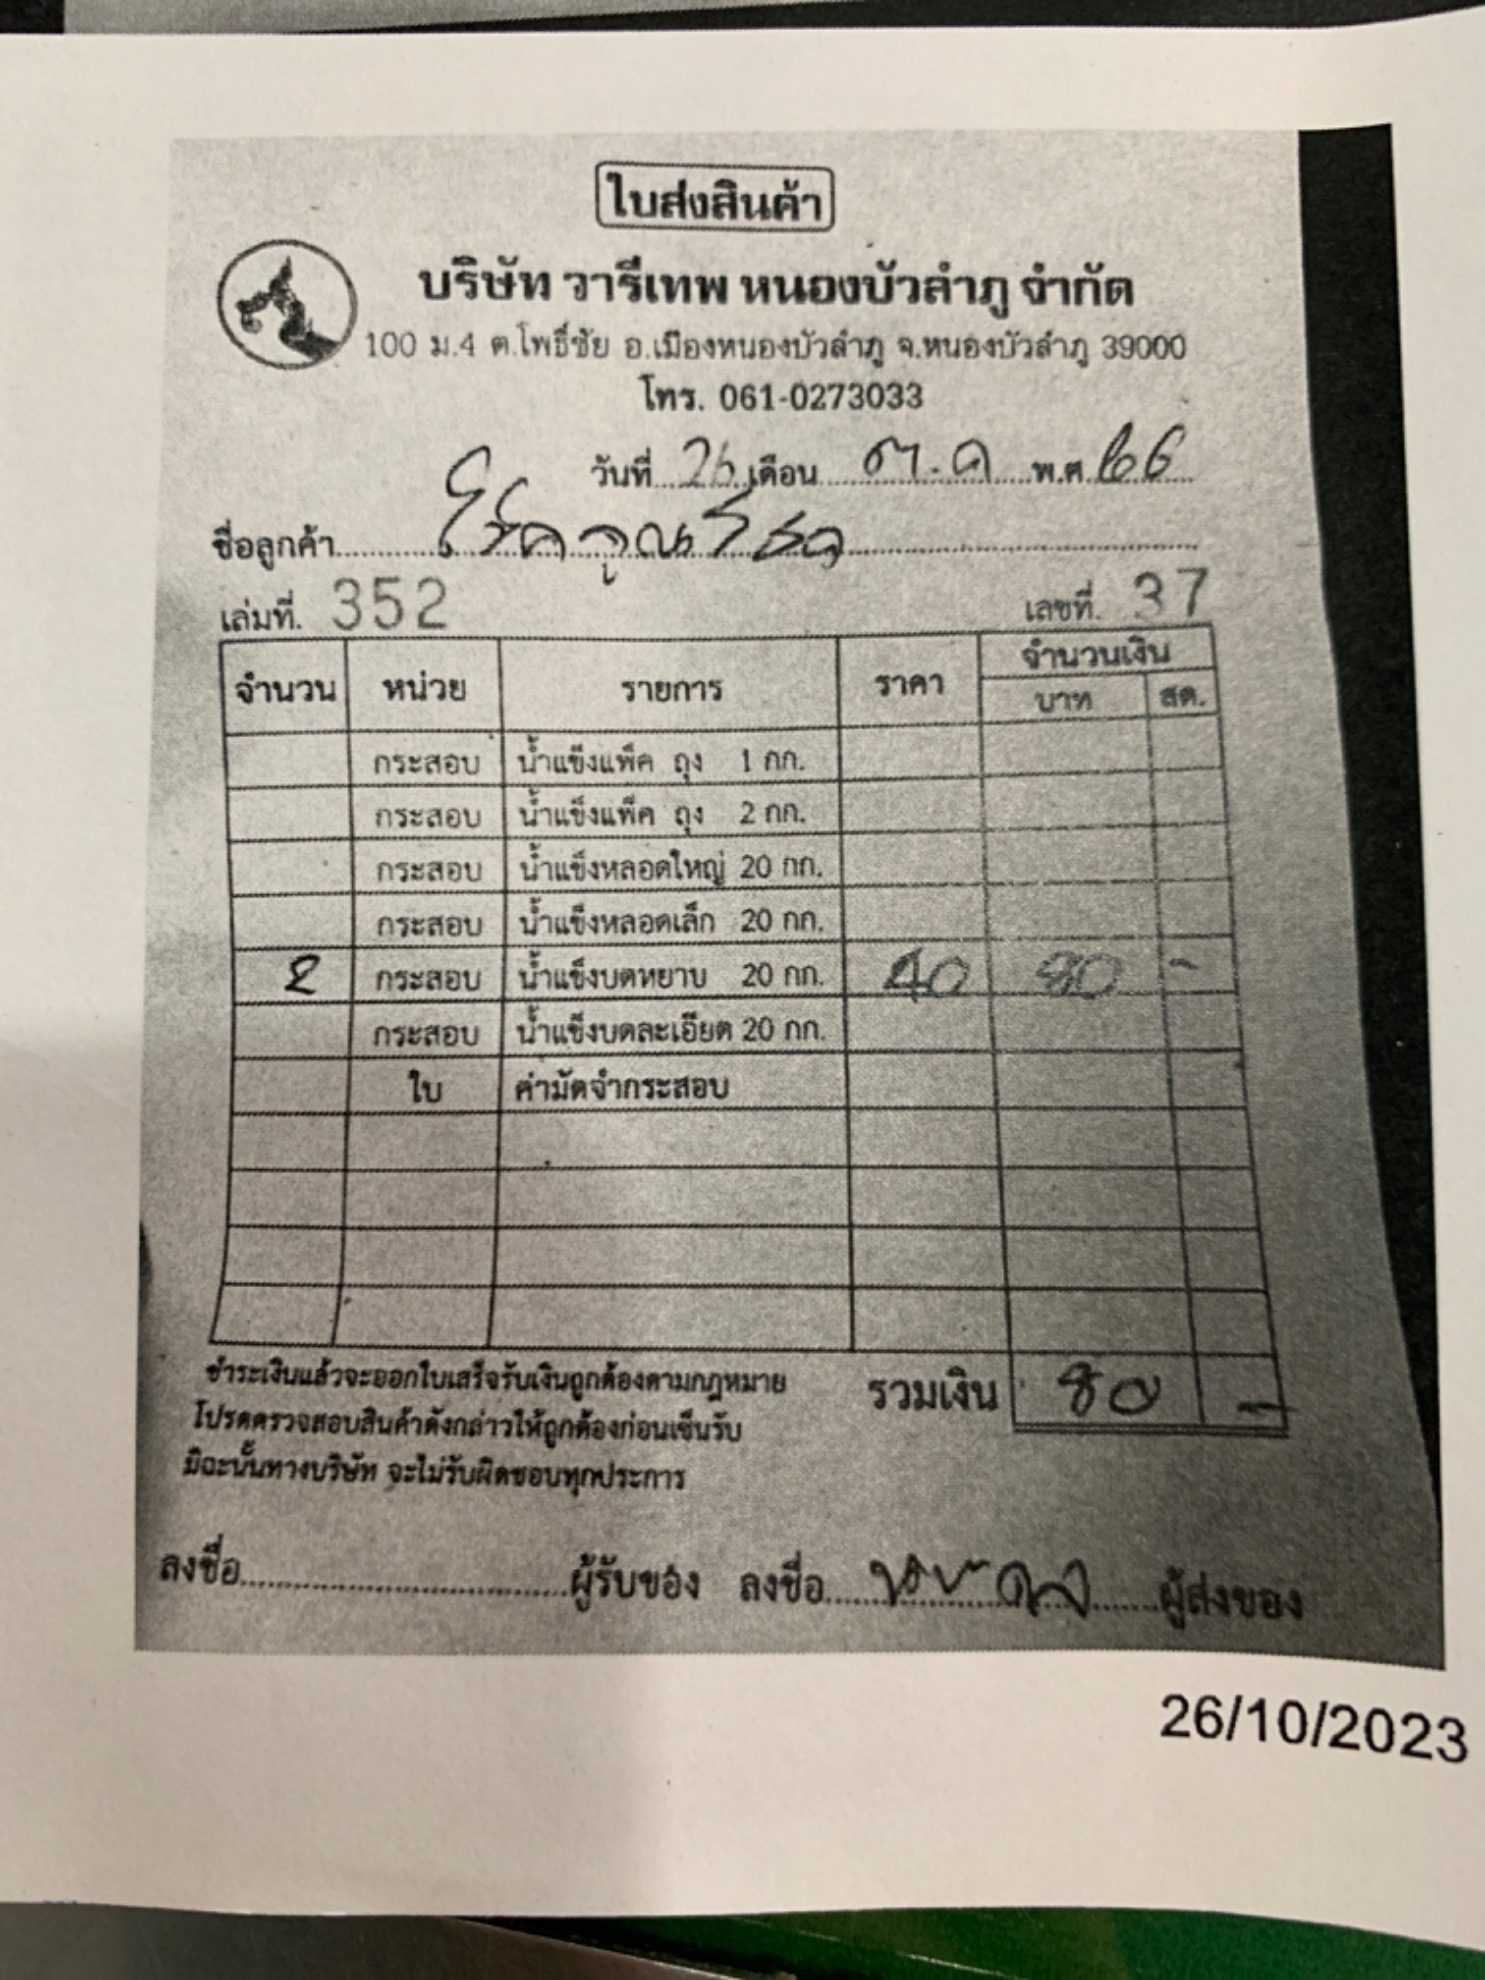 ใบส่งสินค้า
บริษัท วารีเทพ หนองบัวลำภู จำกัด
100 ม.4 ต.โพธิ์ชัย อ.เมืองหนองบัวลำภู จ.หนองบัวลำภู 39000
โทร. 061-0273033
วันที่ 26 เดือน ต.ค พ.ศ. 66
ชื่อลูกค้า
เล่มที่. 352 เลขที่. 37
จำนวน หน่วย รายการ ราคา จำนวนเงิน
บาท สต.
กระสอบ น้ำแข็งแพ็ค ถุง 1 กก.
กระสอบ น้ำแข็งแพ็ค ถุง 2 กก.
กระสอบ น้ำแข็งหลอดใหญ่ 20 กก.
กระสอบ น้ำแข็งหลอดเล็ก 20 กก.
2 กระสอบ น้ำแข็งบดหยาบ 20 กก. 40 80 -
กระสอบ น้ำแข็งบดละเอียด 20 กก.
ใบ ค่ามัดจำกระสอบ
ชำระเงินแล้วจะออกใบเสร็จรับเงินถูกต้องตามกฎหมาย
รวมเงิน 80 -
โปรดตรวจสอบสินค้าดังกล่าวให้ถูกต้องก่อนเซ็นรับ
มิฉะนั้นทางบริษัท จะไม่รับผิดชอบทุกประการ
ลงชื่อ ผู้รับของ ลงชื่อ ผู้ส่งของ
26/10/2023